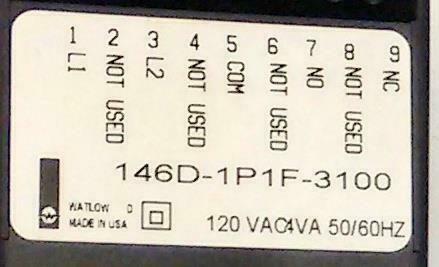 1 2 3 4 5 6 7 8 9
L1 NOT USED L2 NOT USED COM NOT USED NO NOT USED NC
146D-1P1F-3100
WATLOW D
MADE IN USA
120 VAC 4VA 50/60HZ